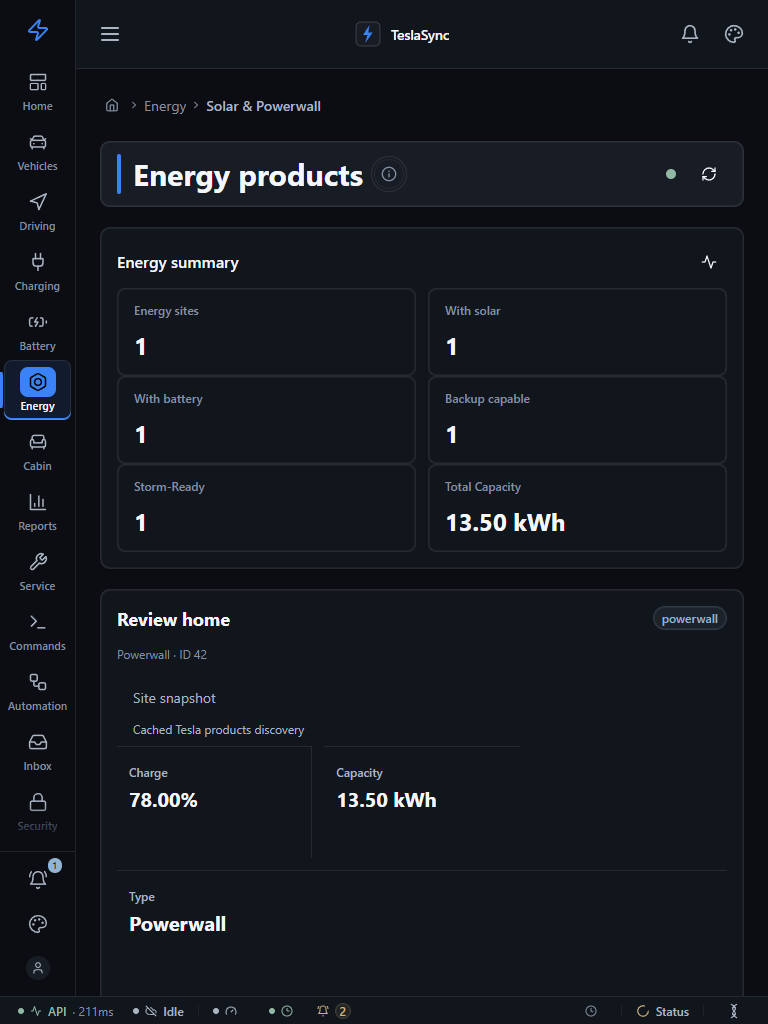 TeslaSync
Home
Vehicles
Driving
Charging
Battery
Energy
Cabin
Reports
Service
Commands
Automation
Inbox
Security
1
Energy
Solar & Powerwall
Energy products
Energy summary
Energy sites
1
With solar
1
With battery
1
Backup capable
1
Storm-Ready
1
Total Capacity
13.50 kWh
Review home
powerwall
Powerwall · ID 42
Site snapshot
Cached Tesla products discovery
Charge
78.00%
Capacity
13.50 kWh
Type
Powerwall
API · 211ms
Idle
2
Status